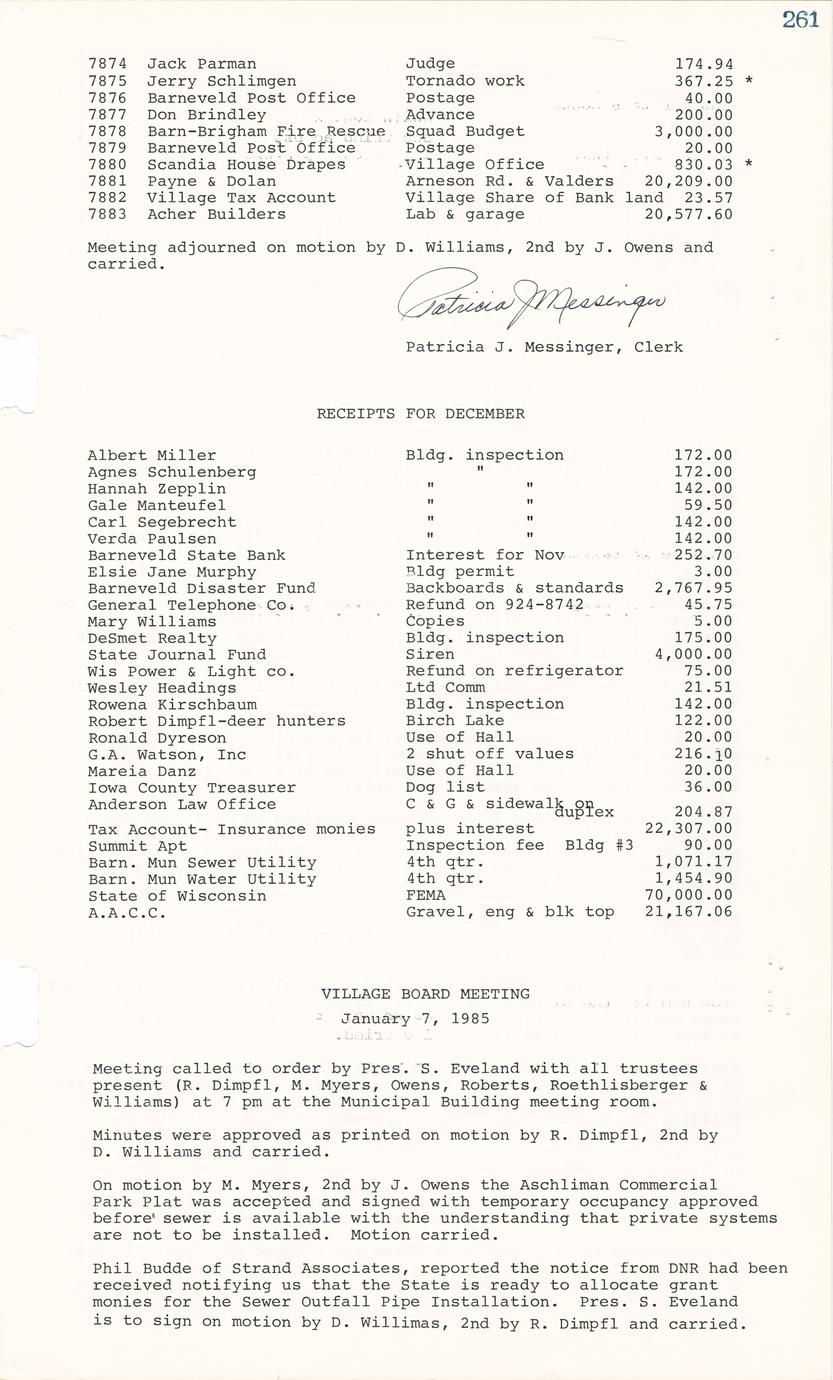 261
7874 Jack Parman Judge 174.94
7875 Jerry Schlimgen Tornado work 367.25 *
7876 Barneveld Post Office Postage 40.00
7877 Don Brindley Advance 200.00
7878 Barn-Brigham Fire Rescue Squad Budget 3,000.00
7879 Barneveld Post Office Postage 20.00
7880 Scandia House Drapes Village Office 830.03 *
7881 Payne & Dolan Arneson Rd. & Valders 20,209.00
7882 Village Tax Account Village Share of Bank land 23.57
7883 Acher Builders Lab & garage 20,577.60
Meeting adjourned on motion by D. Williams, 2nd by J. Owens and
carried.
Patricia J Messinger
Patricia J. Messinger, Clerk
RECEIPTS FOR DECEMBER
Albert Miller Bldg. inspection 172.00
Agnes Schulenberg " 172.00
Hannah Zepplin " " 142.00
Gale Manteufel " " 59.50
Carl Segebrecht " " 142.00
Verda Paulsen " " 142.00
Barneveld State Bank Interest for Nov 252.70
Elsie Jane Murphy Bldg permit 3.00
Barneveld Disaster Fund Backboards & standards 2,767.95
General Telephone Co. Refund on 924-8742 45.75
Mary Williams Copies 5.00
DeSmet Realty Bldg. inspection 175.00
State Journal Fund Siren 4,000.00
Wis Power & Light co. Refund on refrigerator 75.00
Wesley Headings Ltd Comm 21.51
Rowena Kirschbaum Bldg. inspection 142.00
Robert Dimpfl-deer hunters Birch Lake 122.00
Ronald Dyreson Use of Hall 20.00
G.A. Watson, Inc 2 shut off values 216.10
Mareia Danz Use of Hall 20.00
Iowa County Treasurer Dog list 36.00
Anderson Law Office C & G & sidewalk on
duplex 204.87
Tax Account- Insurance monies plus interest 22,307.00
Summit Apt Inspection fee Bldg #3 90.00
Barn. Mun Sewer Utility 4th qtr. 1,071.17
Barn. Mun Water Utility 4th qtr. 1,454.90
State of Wisconsin FEMA 70,000.00
A.A.C.C. Gravel, eng & blk top 21,167.06
VILLAGE BOARD MEETING
January 7, 1985
Meeting called to order by Pres. S. Eveland with all trustees
present (R. Dimpfl, M. Myers, Owens, Roberts, Roethlisberger &
Williams) at 7 pm at the Municipal Building meeting room.
Minutes were approved as printed on motion by R. Dimpfl, 2nd by
D. Williams and carried.
On motion by M. Myers, 2nd by J. Owens the Aschliman Commercial
Park Plat was accepted and signed with temporary occupancy approved
before sewer is available with the understanding that private systems
are not to be installed. Motion carried.
Phil Budde of Strand Associates, reported the notice from DNR had been
received notifying us that the State is ready to allocate grant
monies for the Sewer Outfall Pipe Installation. Pres. S. Eveland
is to sign on motion by D. Willimas, 2nd by R. Dimpfl and carried.